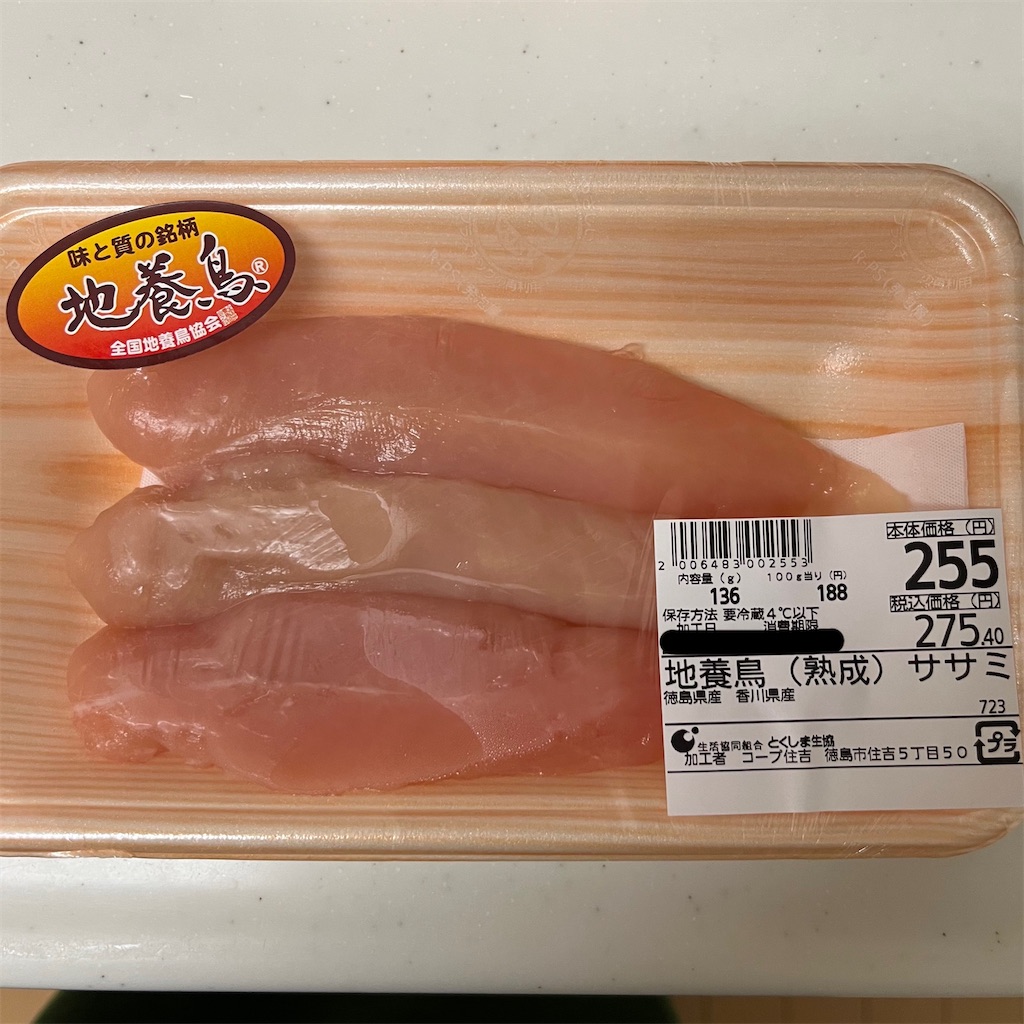 味と質の銘柄
地養鳥®
全国地養鳥協会
2 006483 002553
本体価格（円）
255
内容量（g） 100g当り（円）
136 188
税込価格（円）
275.40
保存方法 要冷蔵4℃以下
加工日 消費期限
地養鳥（熟成） ササミ
徳島県産 香川県産
723
生活協同組合 とくしま生協
加工者 コープ住吉 徳島市住吉5丁目50
プラ